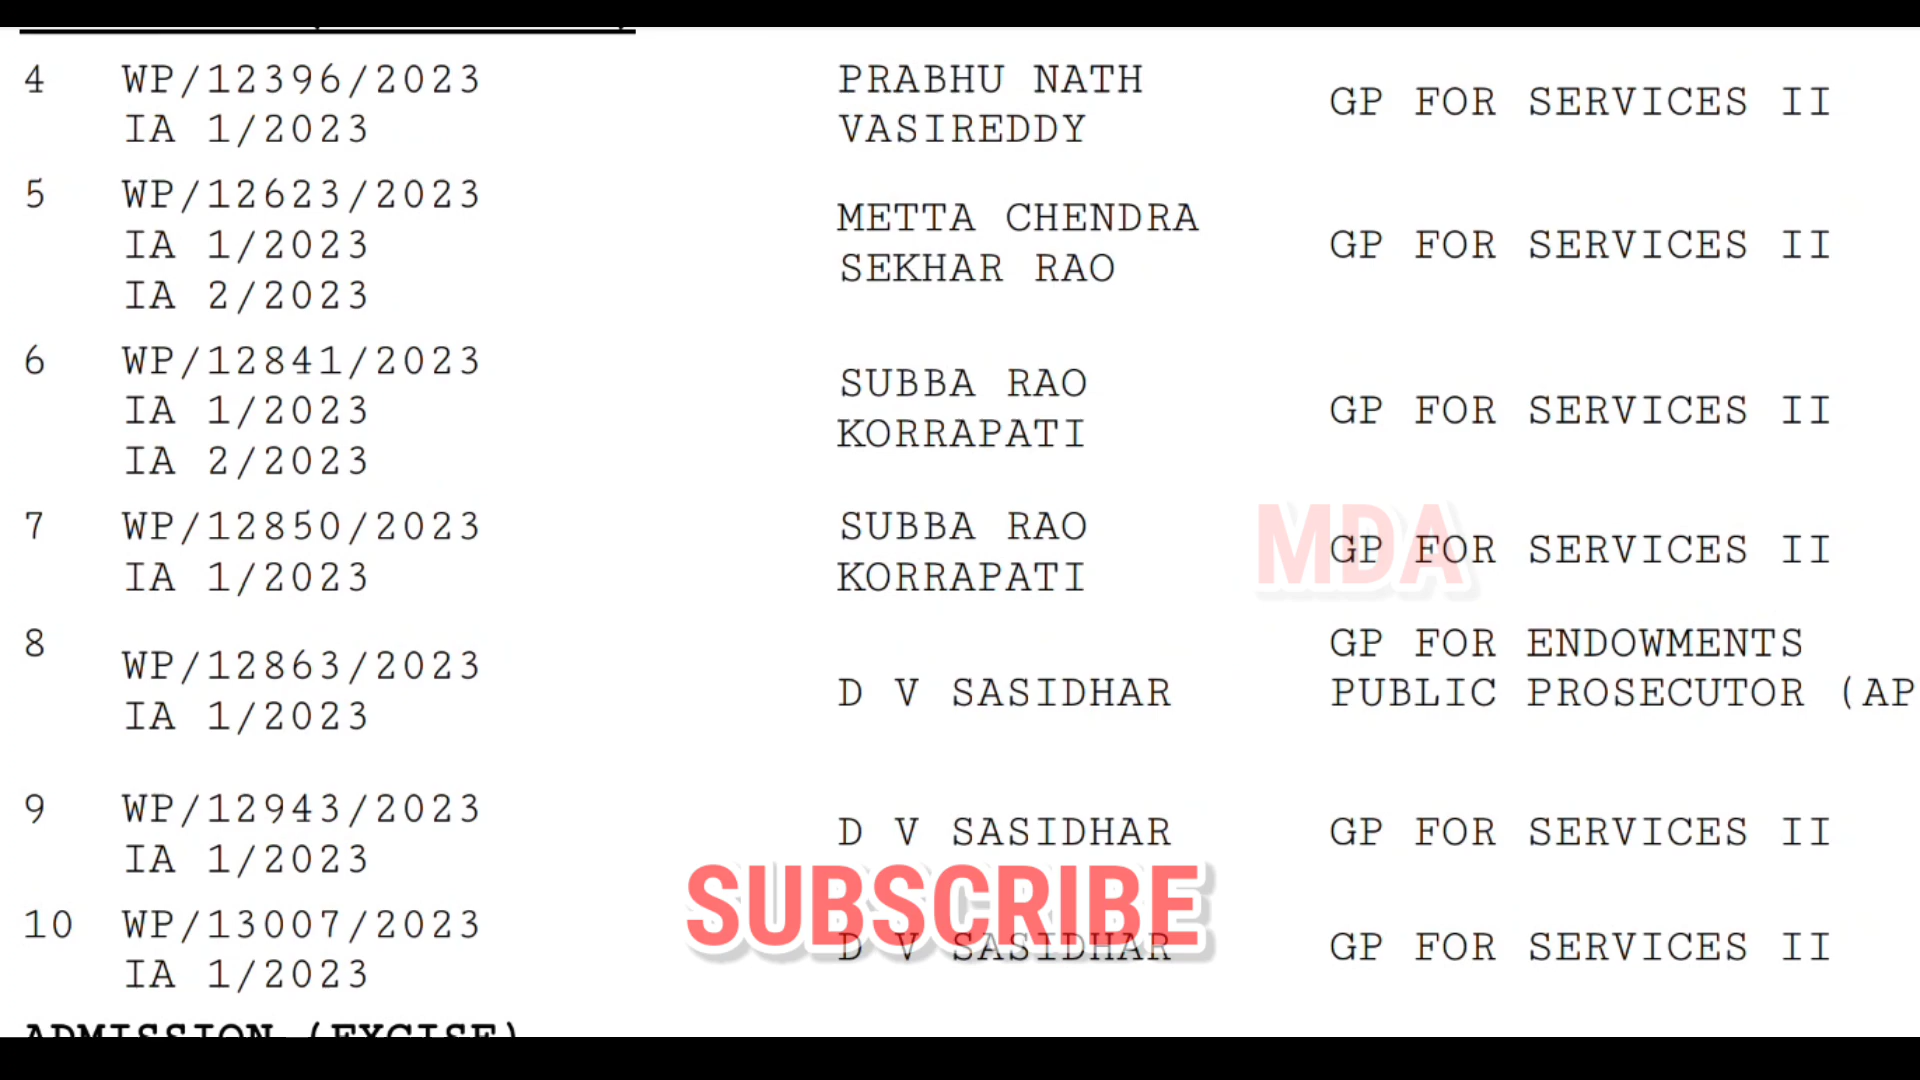 4 WP/12396/2023 PRABHU NATH GP FOR SERVICES II
IA 1/2023 VASIREDDY
5 WP/12623/2023 METTA CHENDRA GP FOR SERVICES II
IA 1/2023 SEKHAR RAO
IA 2/2023
6 WP/12841/2023 SUBBA RAO GP FOR SERVICES II
IA 1/2023 KORRAPATI
IA 2/2023
7 WP/12850/2023 SUBBA RAO GP FOR SERVICES II
IA 1/2023 KORRAPATI
MDA
8 GP FOR ENDOWMENTS
WP/12863/2023 D V SASIDHAR PUBLIC PROSECUTOR (AP
IA 1/2023
9 WP/12943/2023 D V SASIDHAR GP FOR SERVICES II
IA 1/2023
SUBSCRIBE
10 WP/13007/2023 D V SASIDHAR GP FOR SERVICES II
IA 1/2023
ADMISSION (EXCISE)